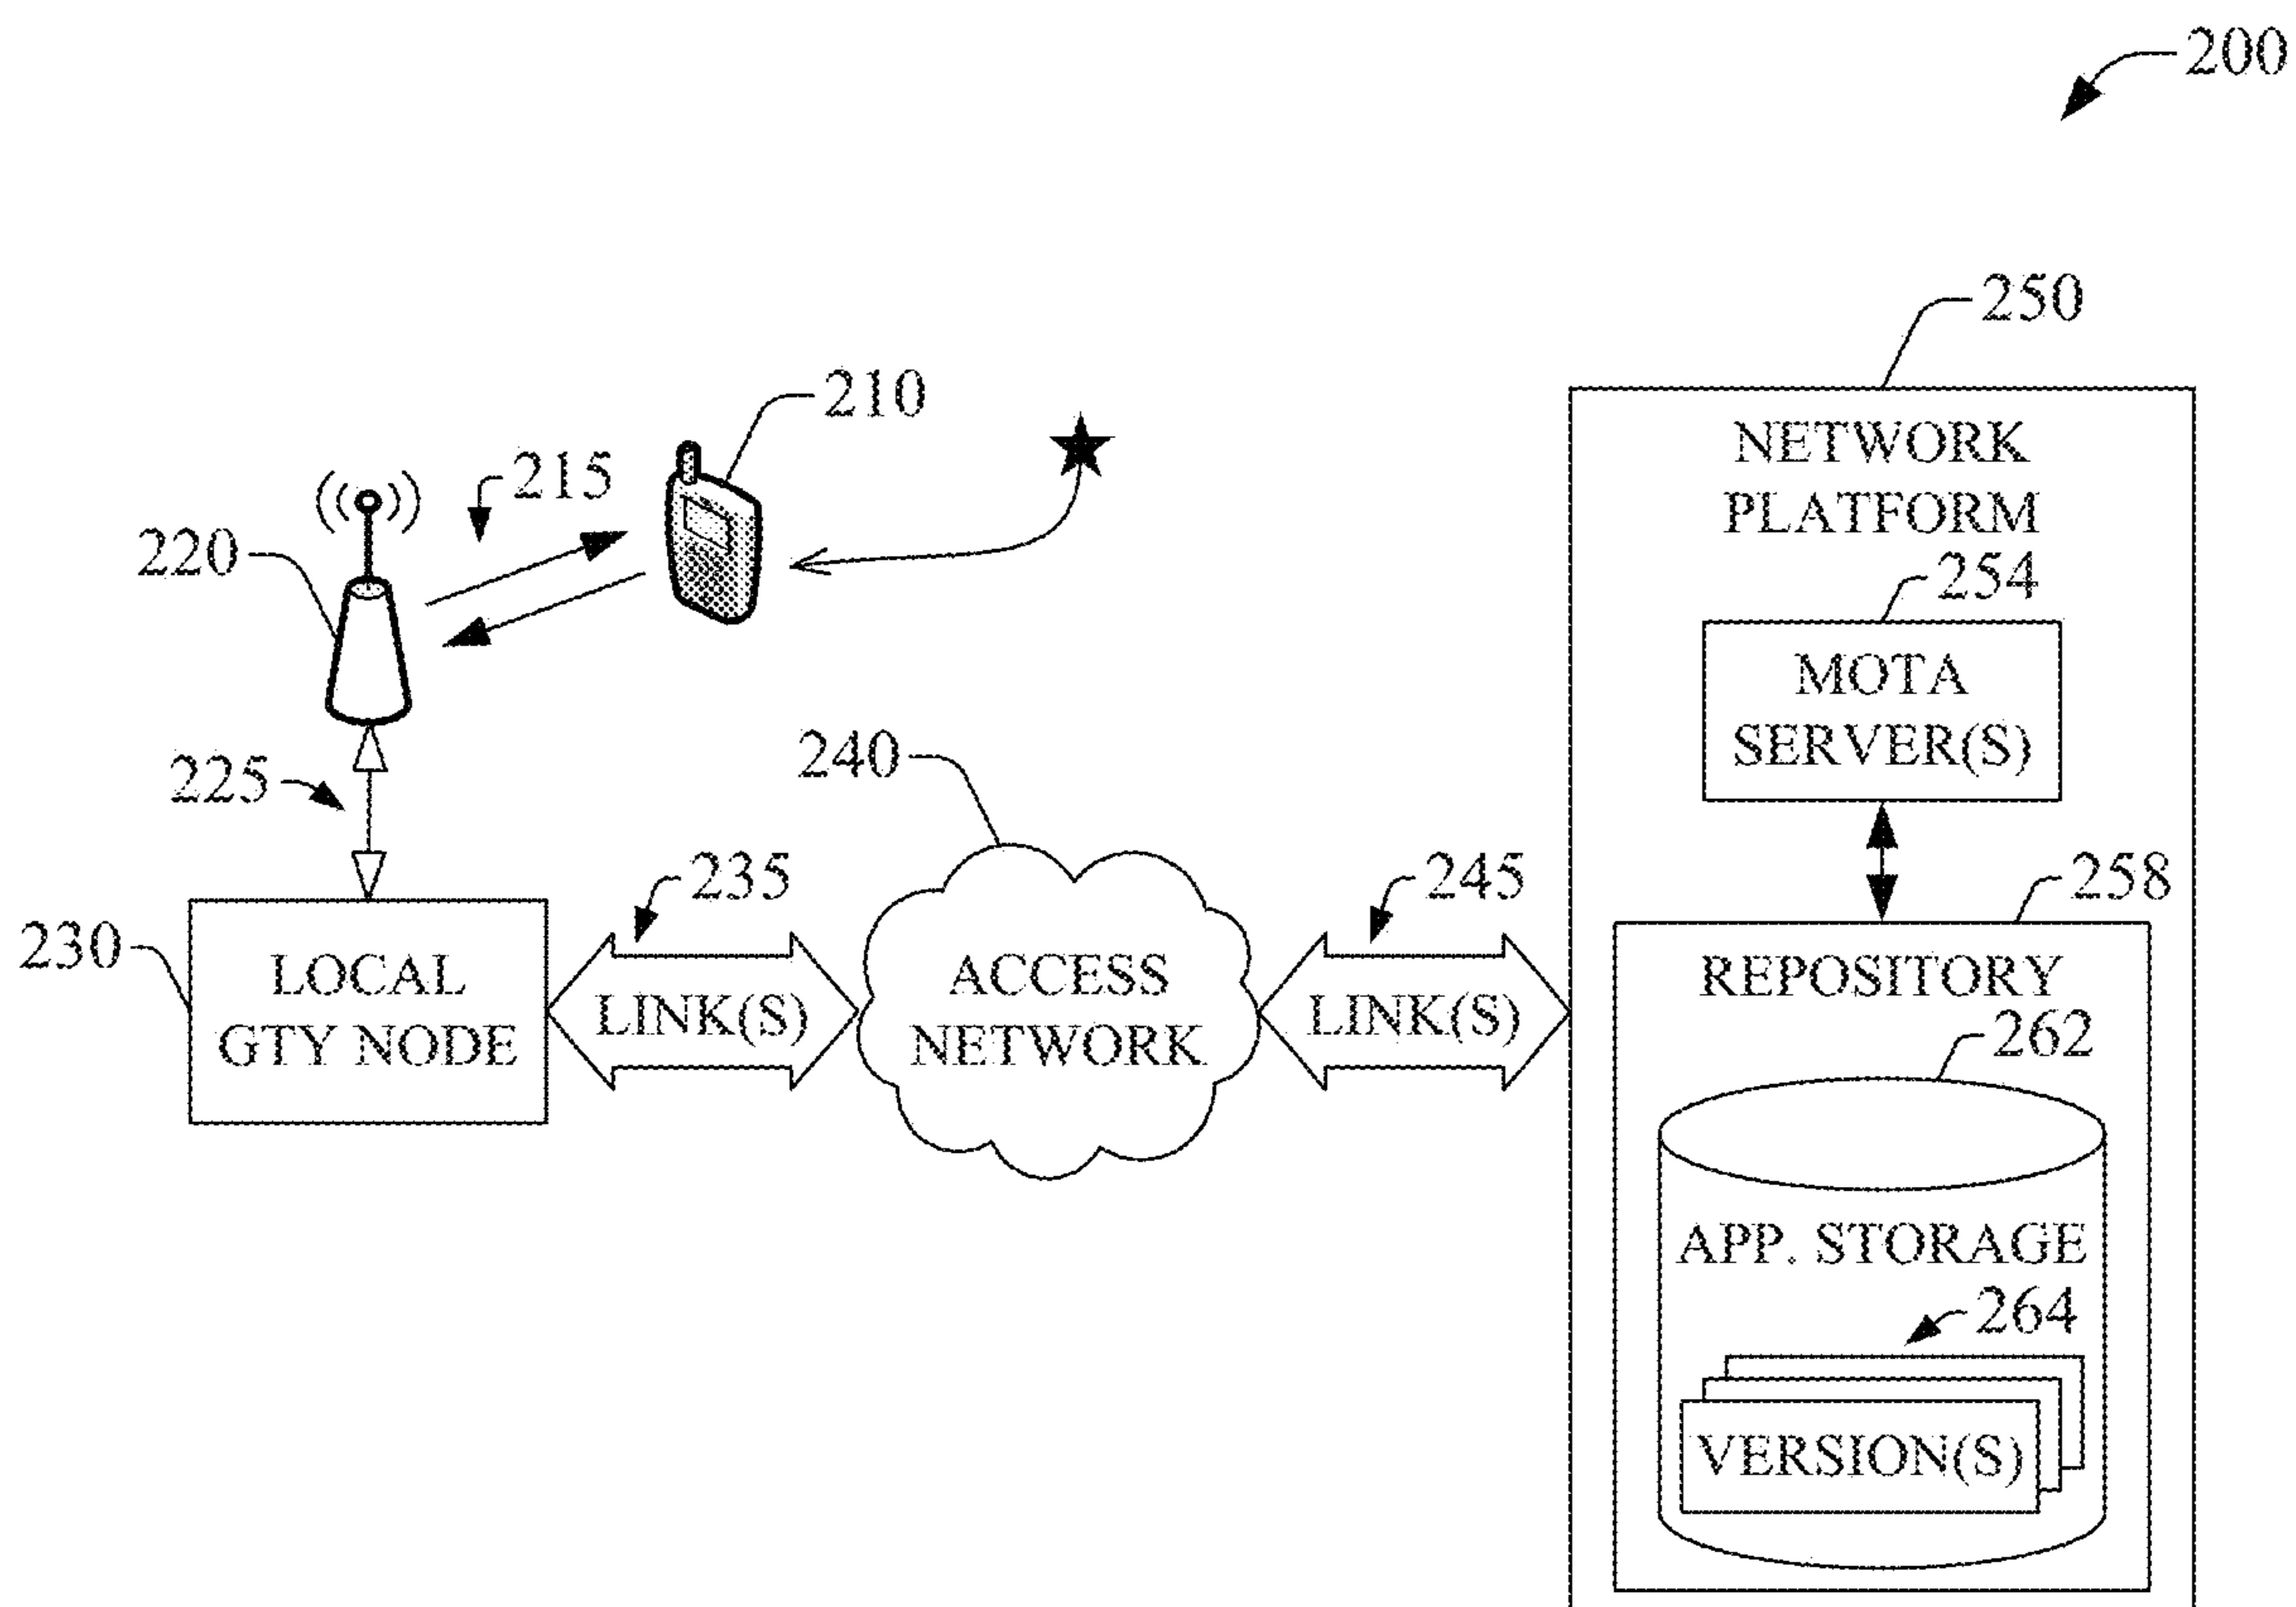 200
250
210
NETWORK
PLATFORM
215
220
254
MOTA
SERVER(S)
240
225
235
245
258
230
LOCAL
GTY NODE
LINK(S)
ACCESS
NETWORK
LINK(S)
REPOSITORY
262
APP. STORAGE
264
VERSION(S)